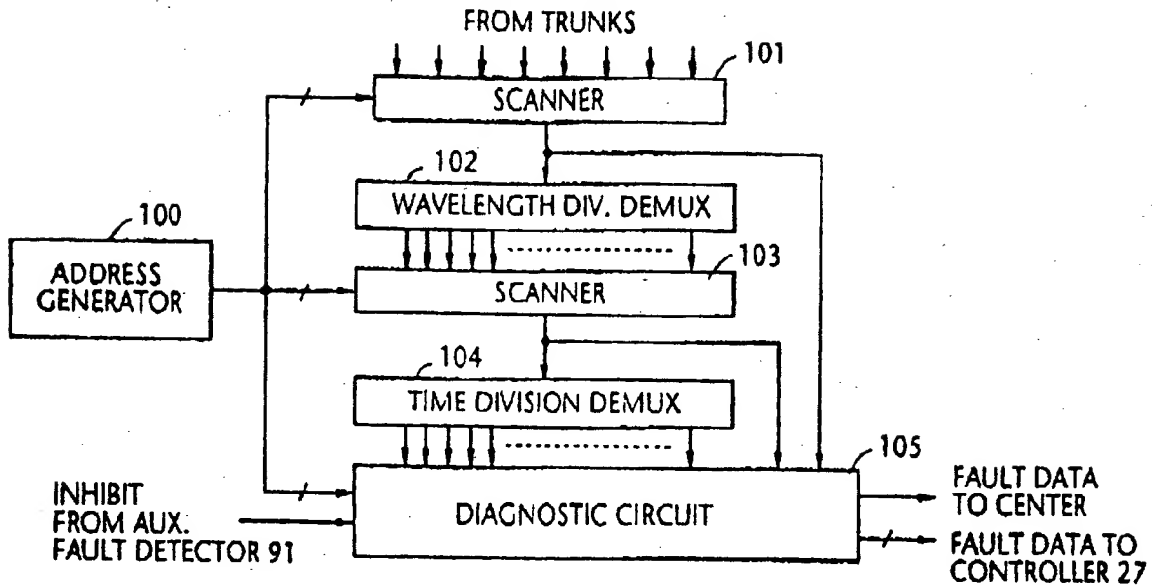 FROM TRUNKS
101
SCANNER
102
WAVELENGTH DIV. DEMUX
100
ADDRESS
GENERATOR
103
SCANNER
104
TIME DIVISION DEMUX
105
INHIBIT
FROM AUX.
FAULT DETECTOR 91
DIAGNOSTIC CIRCUIT
FAULT DATA
TO CENTER
FAULT DATA TO
CONTROLLER 27